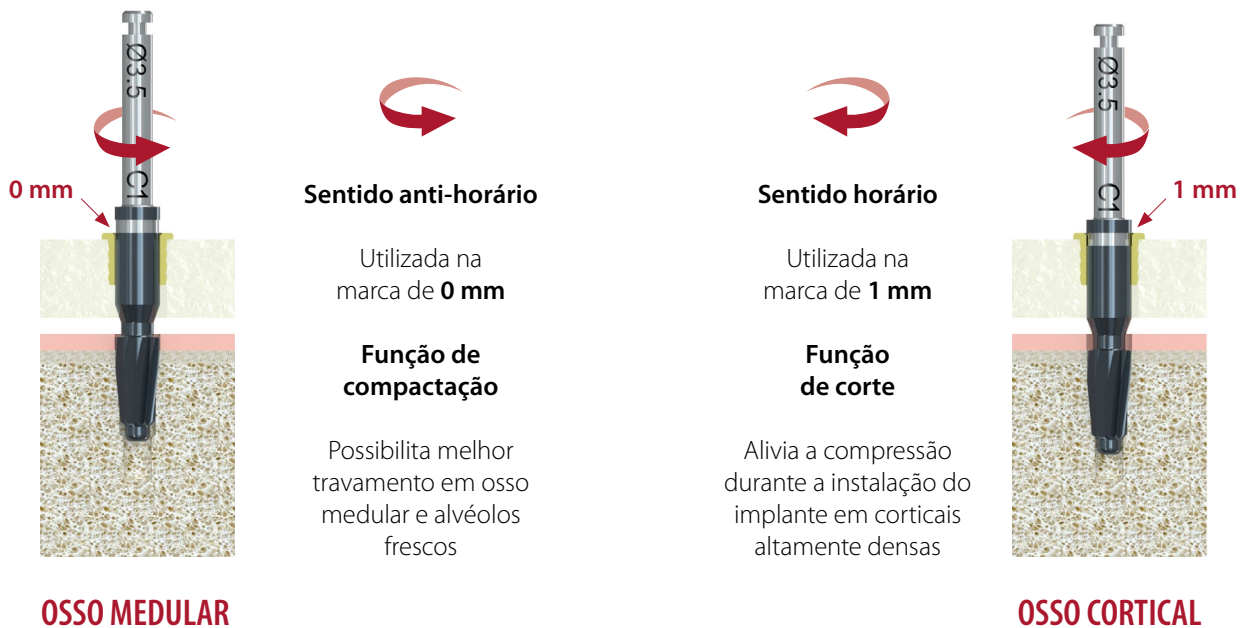 Ø3.5
C1
0 mm
Sentido anti-horário
Utilizada na
marca de 0 mm
Função de
compactação
Possibilita melhor
travamento em osso
medular e alvéolos
frescos
OSSO MEDULAR
Sentido horário
Utilizada na
marca de 1 mm
Função
de corte
Alivia a compressão
durante a instalação do
implante em corticais
altamente densas
Ø3.5
C1
1 mm
OSSO CORTICAL